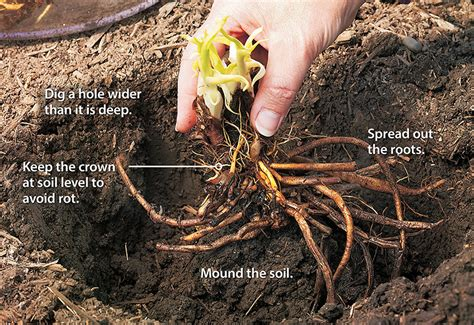 Dig a hole wider
than it is deep.
Spread out
the roots.
Keep the crown
at soil level to
avoid rot.
Mound the soil.